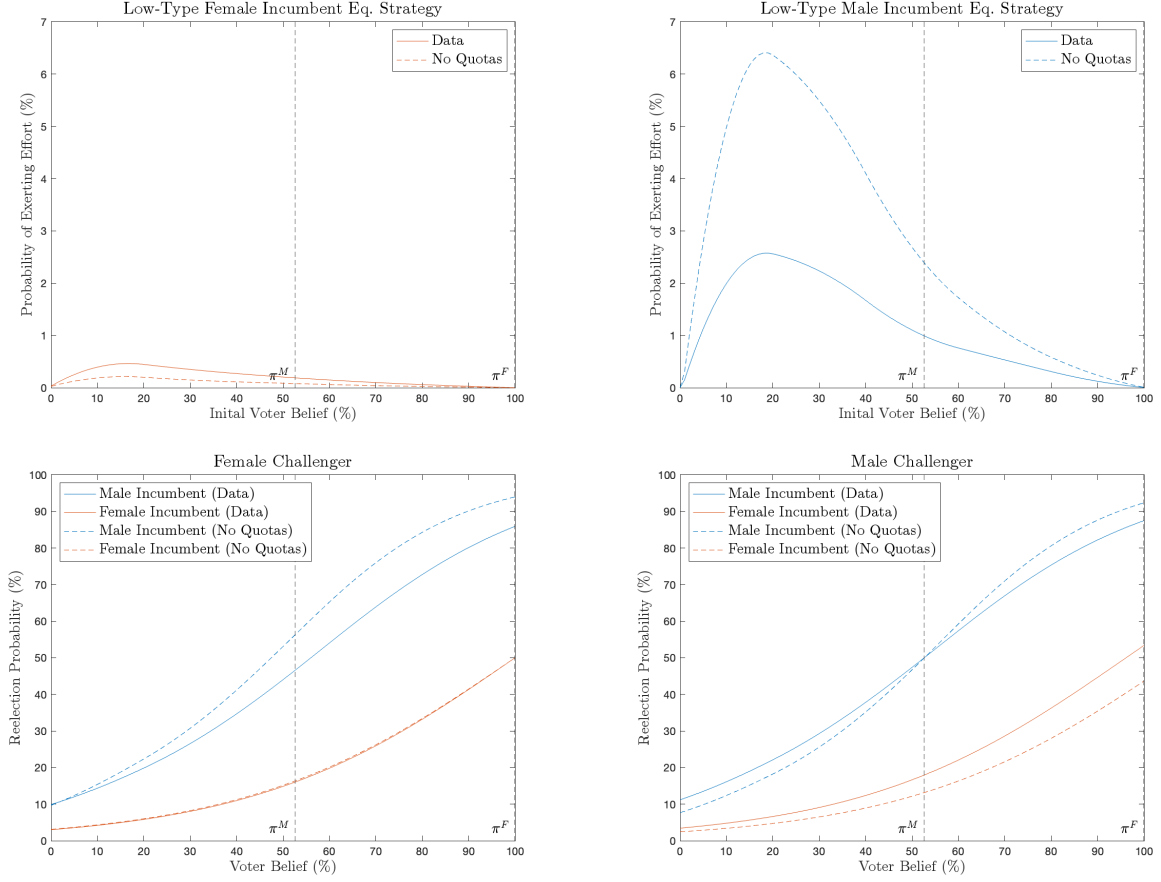 Low-Type Female Incumbent Eq. Strategy
7
6
5
4
3
2
1
0
Probability of Exerting Effort (%)
Data
No Quotas
π^M
π^F
0 10 20 30 40 50 60 70 80 90 100
Inital Voter Belief (%)
Low-Type Male Incumbent Eq. Strategy
7
6
5
4
3
2
1
0
Probability of Exerting Effort (%)
Data
No Quotas
π^M
π^F
0 10 20 30 40 50 60 70 80 90 100
Inital Voter Belief (%)
Female Challenger
100
90
80
70
60
50
40
30
20
10
0
Reelection Probability (%)
Male Incumbent (Data)
Female Incumbent (Data)
Male Incumbent (No Quotas)
Female Incumbent (No Quotas)
π^M
π^F
0 10 20 30 40 50 60 70 80 90 100
Voter Belief (%)
Male Challenger
100
90
80
70
60
50
40
30
20
10
0
Reelection Probability (%)
Male Incumbent (Data)
Female Incumbent (Data)
Male Incumbent (No Quotas)
Female Incumbent (No Quotas)
π^M
π^F
0 10 20 30 40 50 60 70 80 90 100
Voter Belief (%)